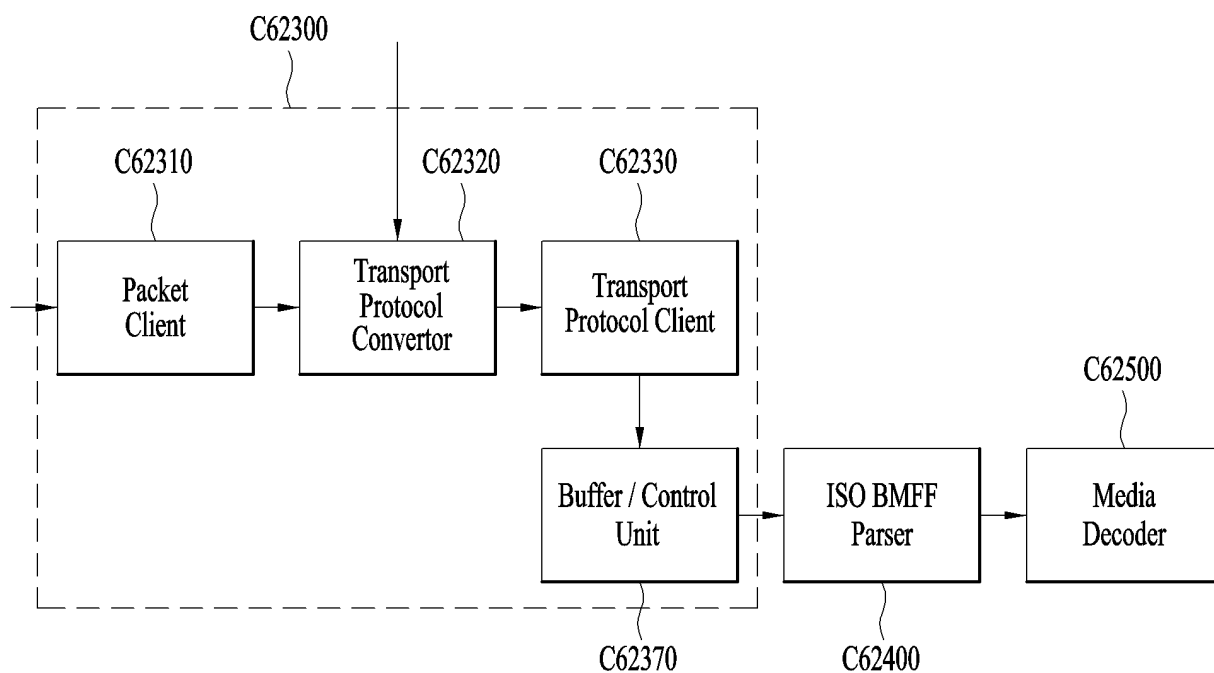 C62300
C62310
C62320
C62330
Packet
Client
Transport
Protocol
Convertor
Transport
Protocol Client
C62500
Buffer / Control
Unit
ISO BMFF
Parser
Media
Decoder
C62370
C62400